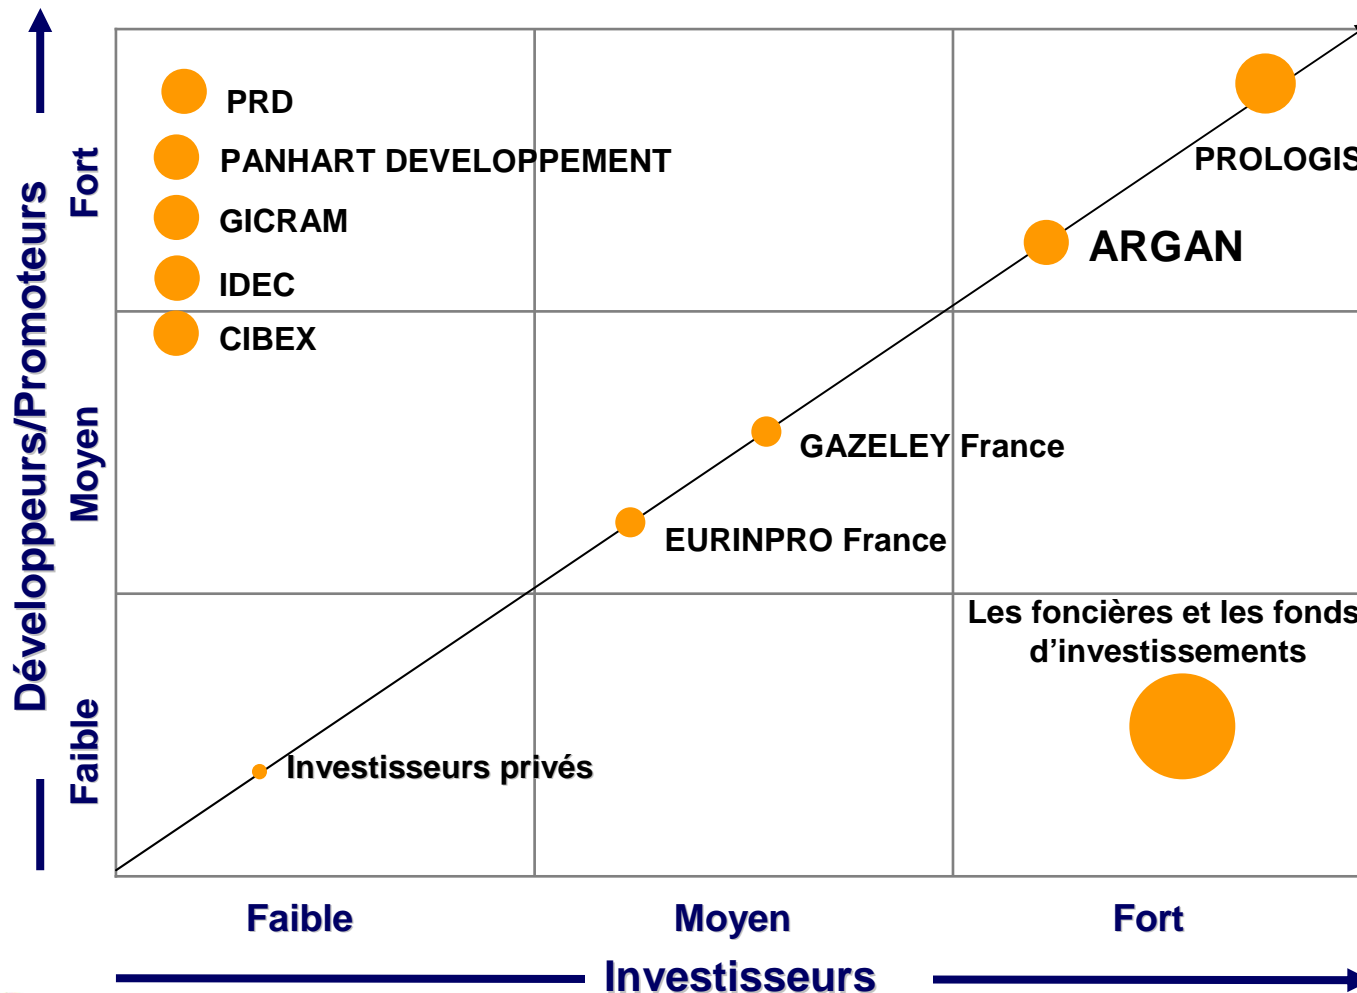 PRD
PANHART DEVELOPPEMENT
GICRAM
IDEC
CIBEX
PROLOGIS
ARGAN
GAZELEY France
EURINPRO France
Les foncières et les fonds
d’investissements
Investisseurs privés
Développeurs/Promoteurs
Fort
Moyen
Faible
Faible
Moyen
Fort
Investisseurs